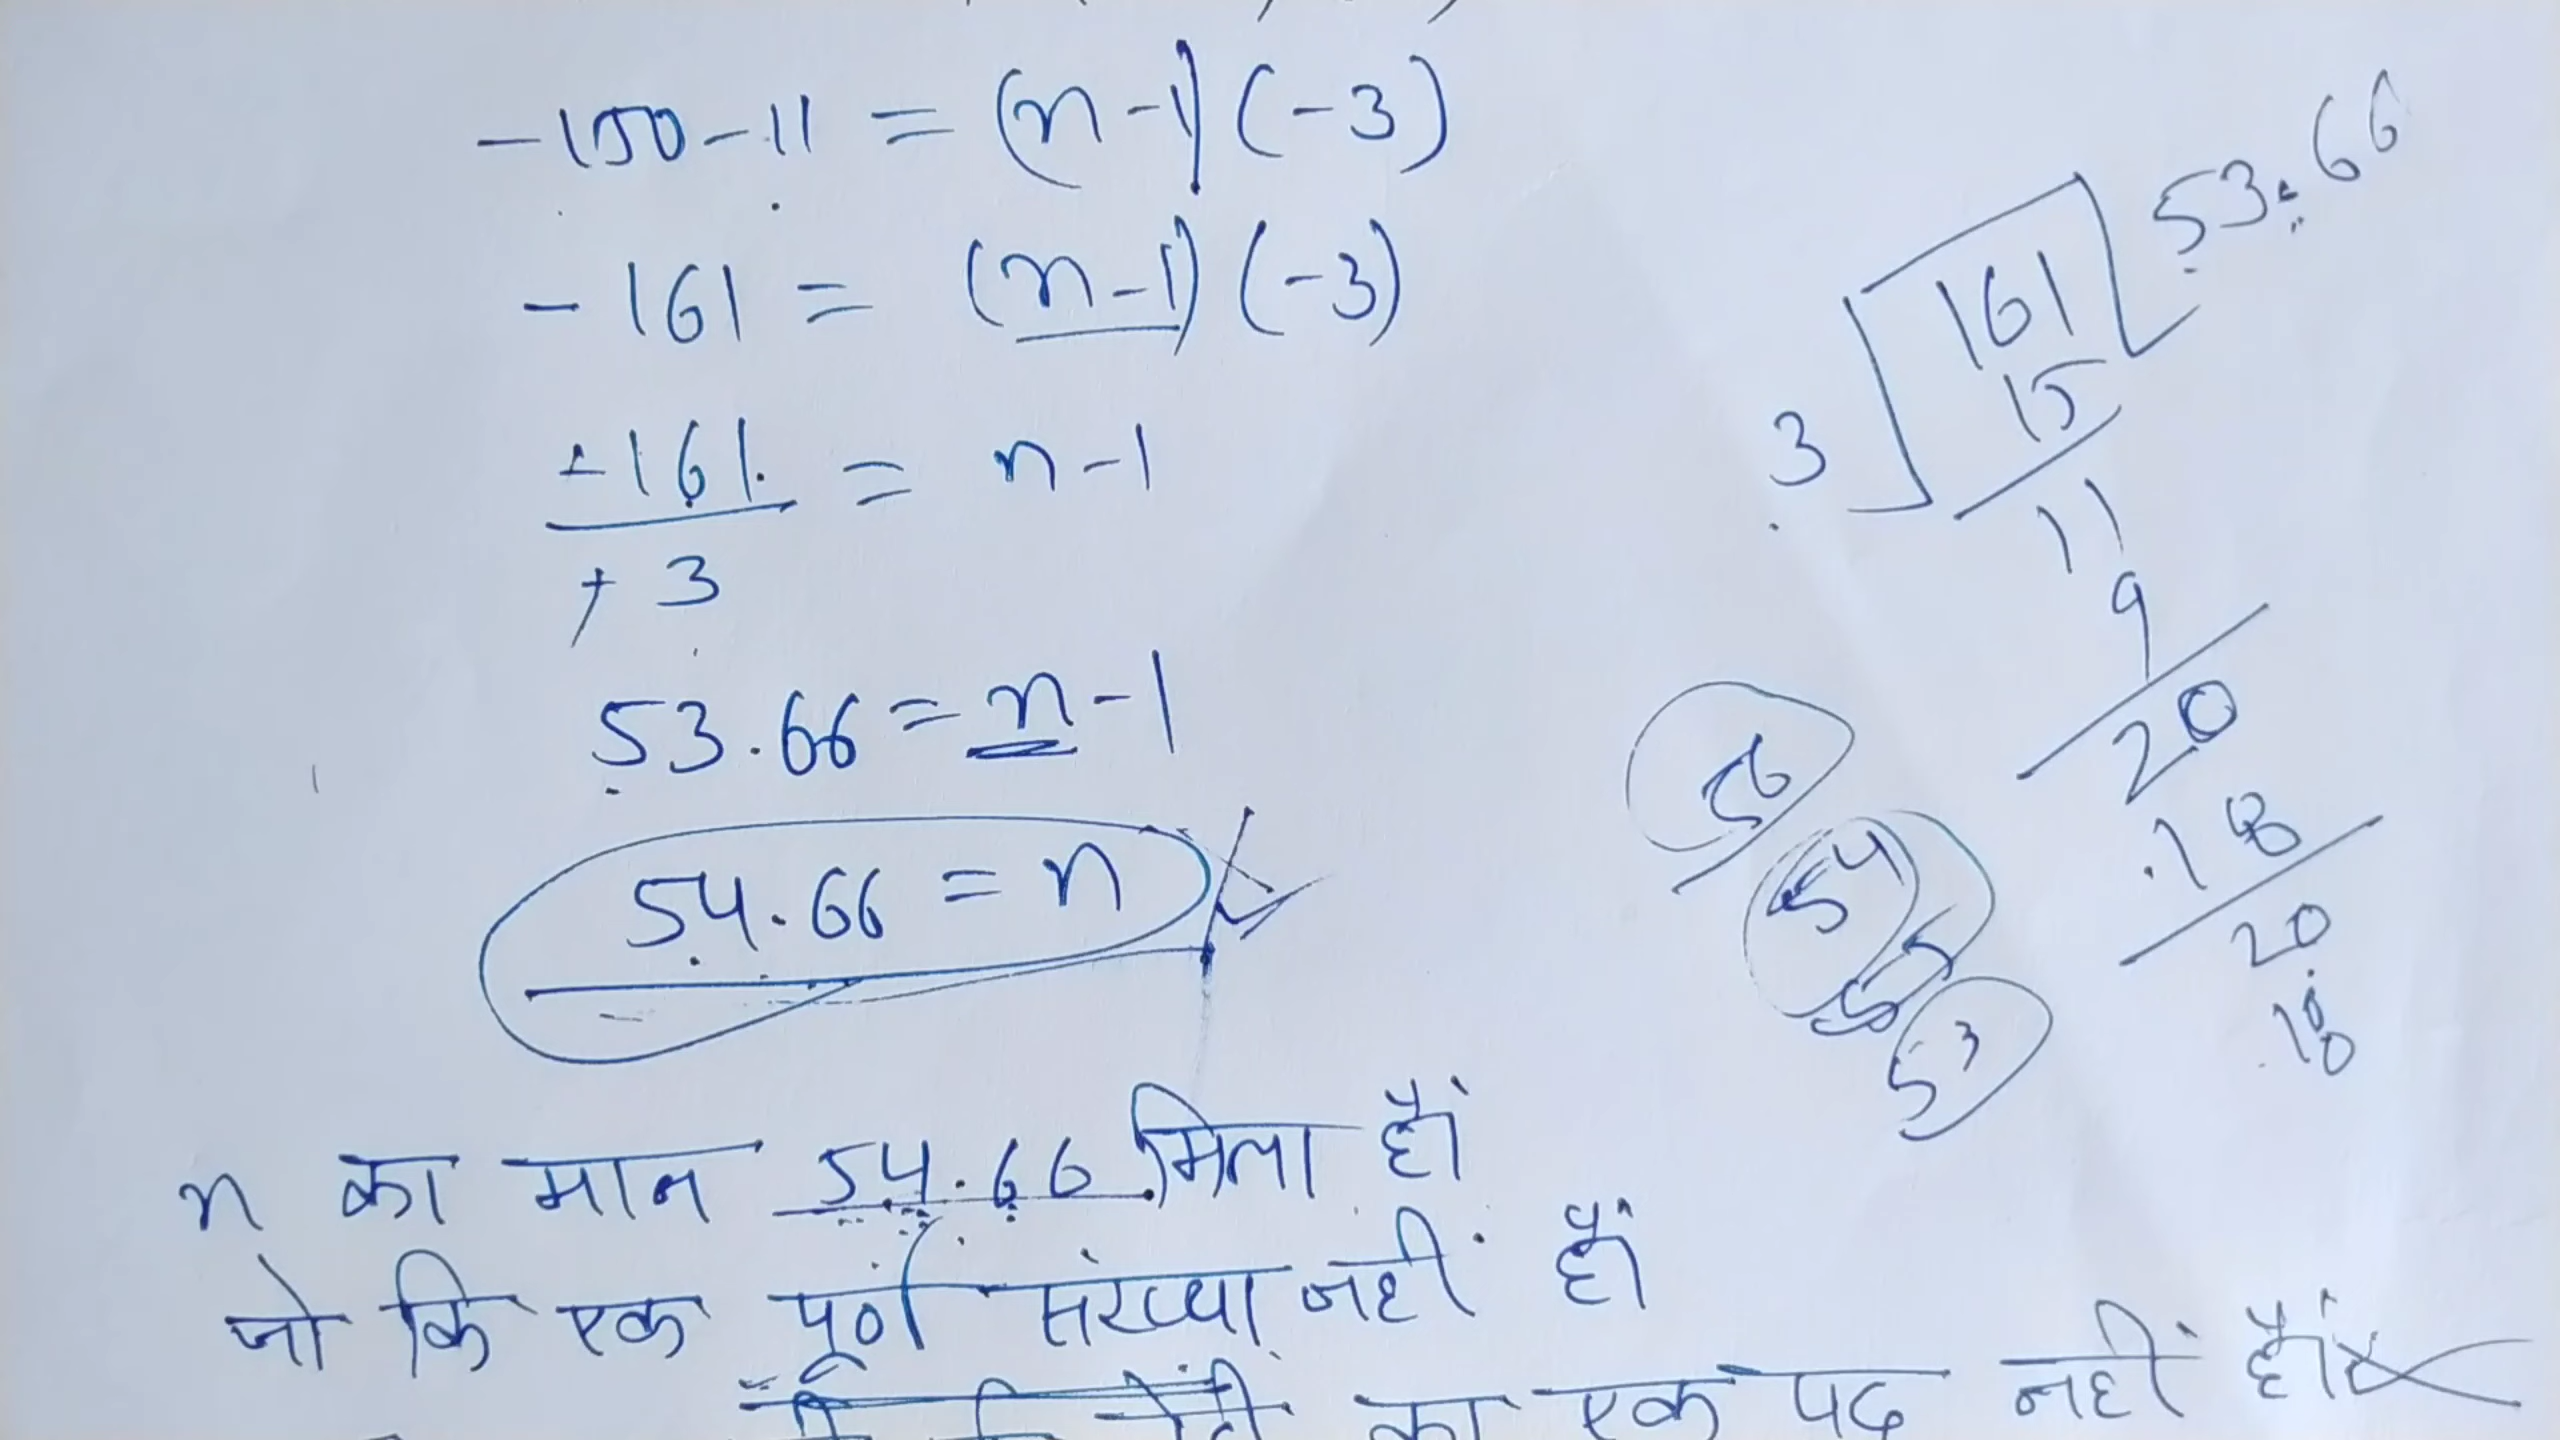 -150-11 = (n-1)(-3)
-161 = (n-1)(-3)
-161 = n-1
+3
53.66 = n-1
54.66 = n
n का मान 54.66 मिला हैं
जो कि एक पूर्ण संख्या नहीं हैं
का एक पद नहीं हैं
53.66
3 161
15
11
9
20
18
20
18
54
55
53